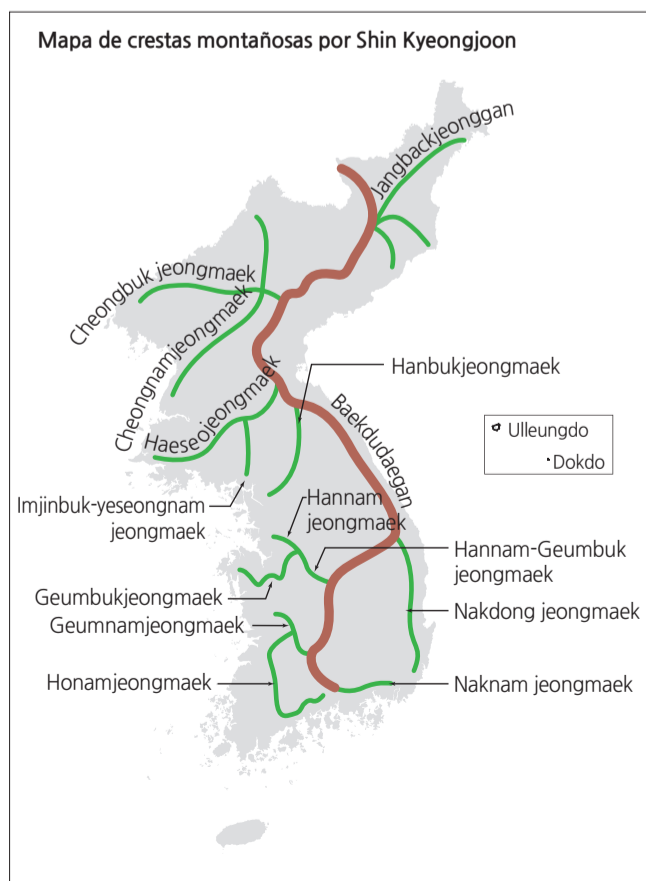 Mapa de crestas montañosas por Shin Kyeongjoon
Jangbackjeonggan
Cheongbuk jeongmaek
Cheongnamjeongmaek
Haeseojeongmaek
Hanbukjeongmaek
Baekdudaegan
Ulleungdo
Dokdo
Imjinbuk-yeseongnam
jeongmaek
Hannam
jeongmaek
Hannam-Geumbuk
jeongmaek
Geumbukjeongmaek
Geumnamjeongmaek
Nakdong jeongmaek
Honamjeongmaek
Naknam jeongmaek